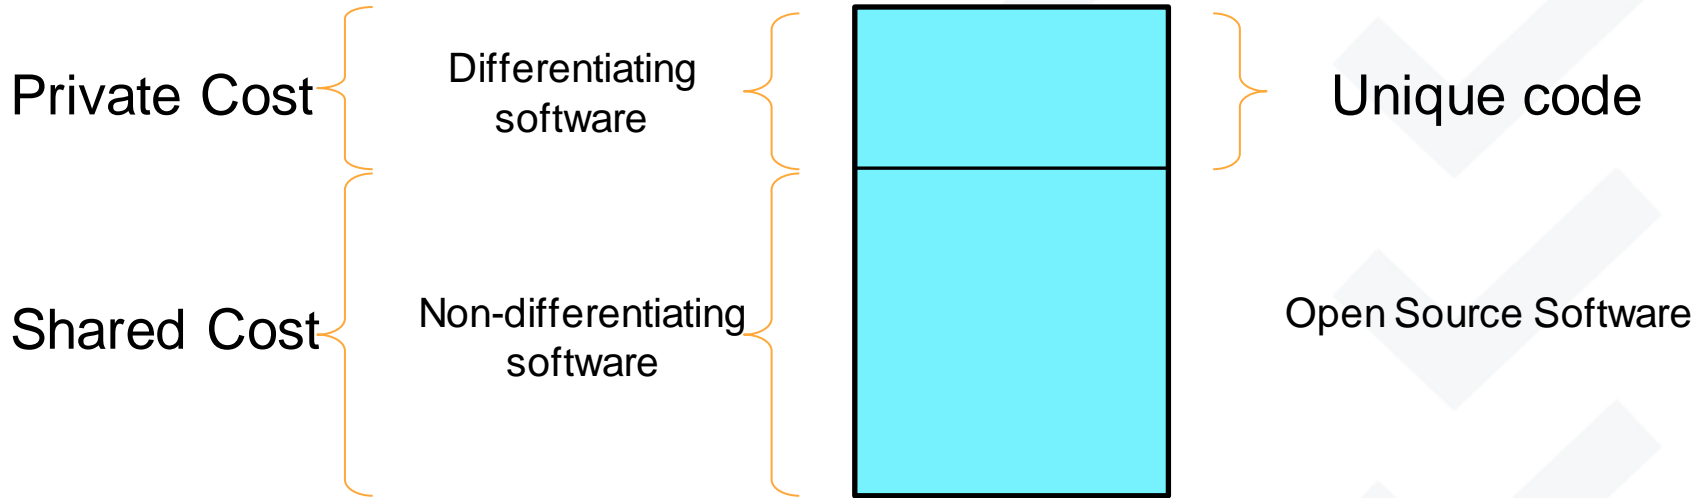 Private Cost
Differentiating
software
Unique code
Shared Cost
Non-differentiating
software
Open Source Software